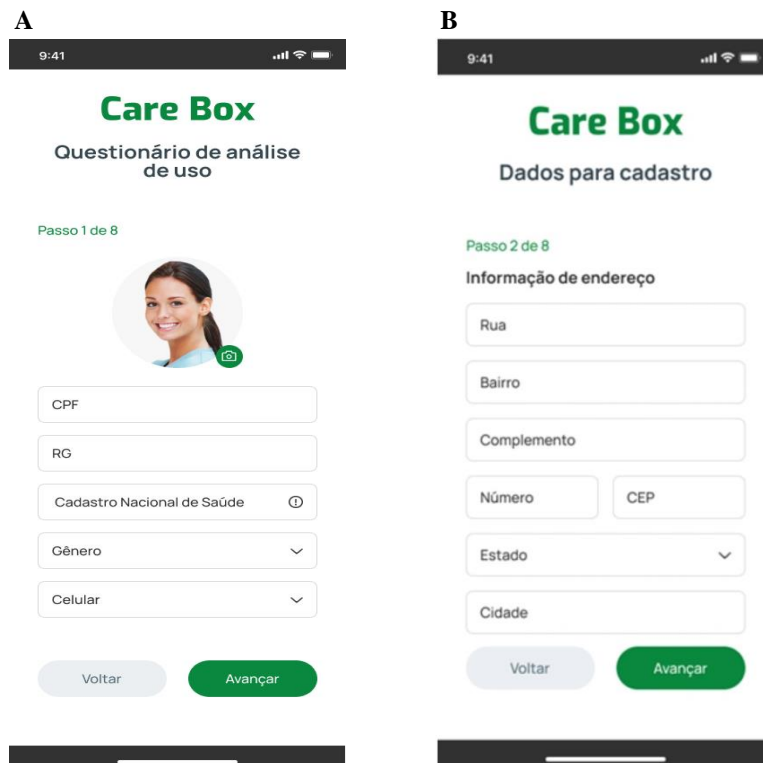 A
9:41
Care Box
Questionário de análise
de uso
Passo 1 de 8
CPF
RG
Cadastro Nacional de Saúde
Gênero
Celular
Voltar Avançar
B
9:41
Care Box
Dados para cadastro
Passo 2 de 8
Informação de endereço
Rua
Bairro
Complemento
Número CEP
Estado
Cidade
Voltar Avançar